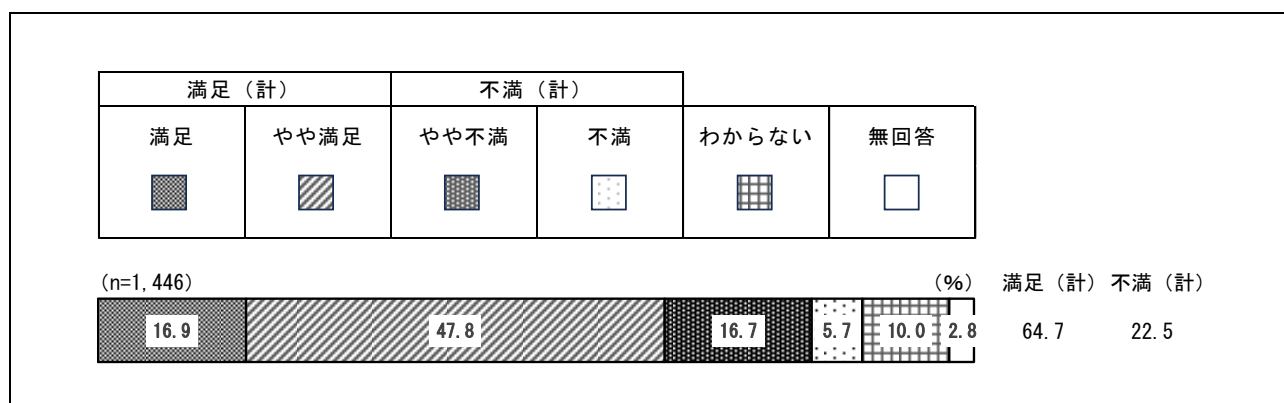 満足（計） 不満（計）
満足 やや満足 やや不満 不満 わからない 無回答
(n=1,446) (％) 満足（計） 不満（計）
16.9 47.8 16.7 5.7 10.0 2.8 64.7 22.5